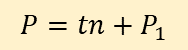 P = tn + P₁